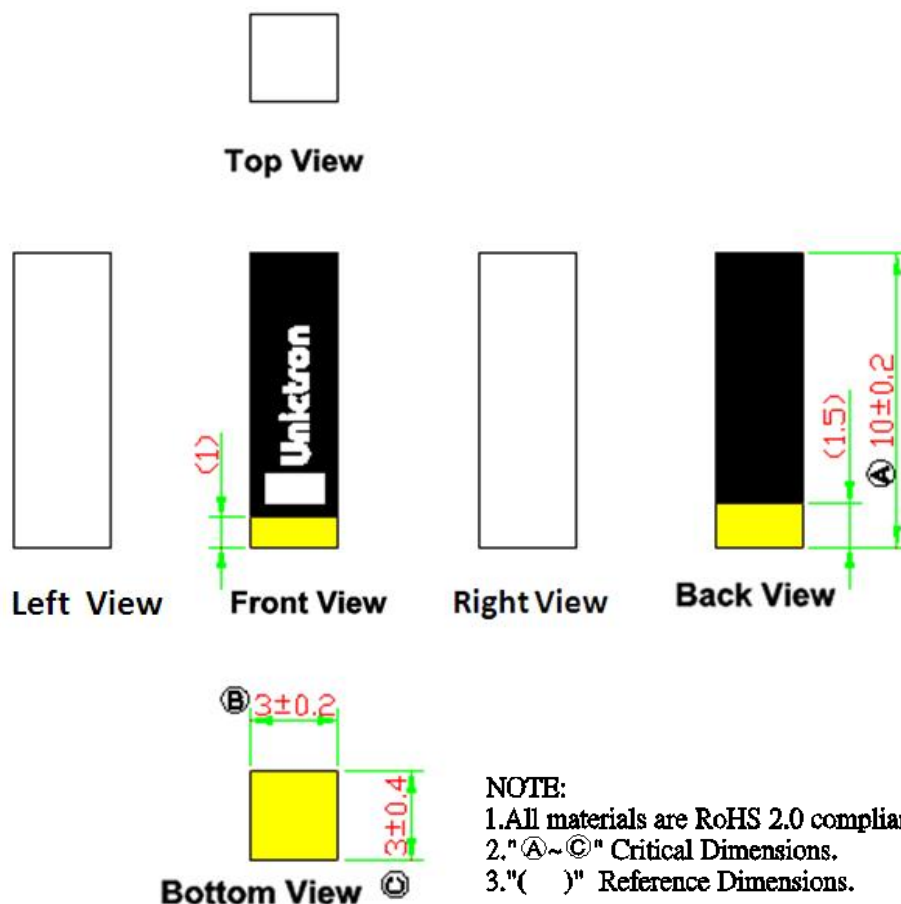 Top View
Unictron
(1)
(1.5)
Ⓐ 10±0.2
Left View
Front View
Right View
Back View
Ⓑ 3±0.2
Ⓒ 3±0.4
Bottom View
NOTE:
1.All materials are RoHS 2.0 complian
2."Ⓐ~Ⓒ" Critical Dimensions.
3."( )" Reference Dimensions.